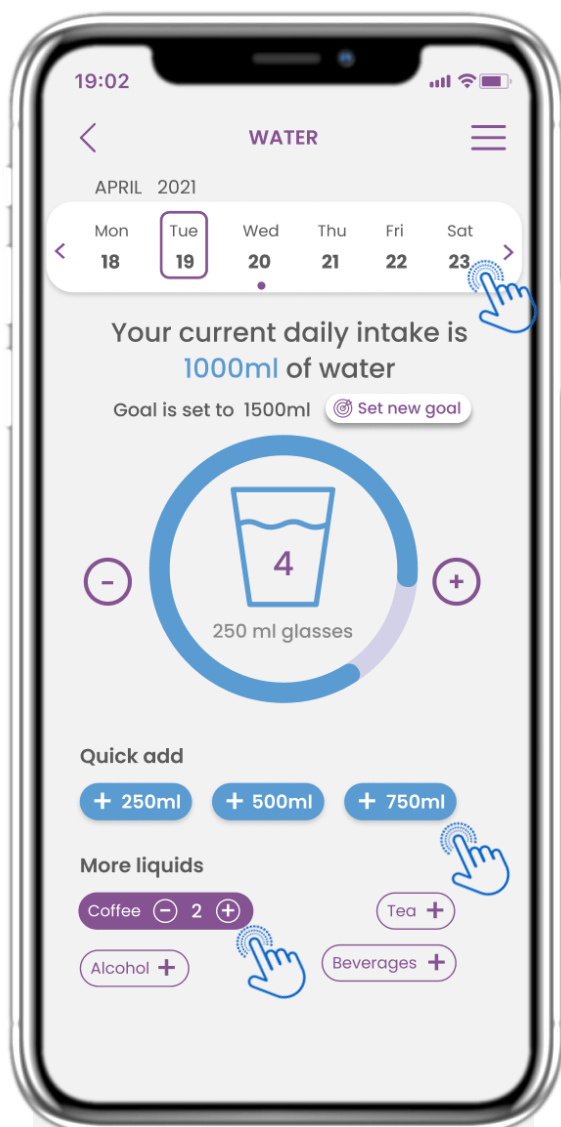 19:02
WATER
APRIL 2021
Mon Tue Wed Thu Fri Sat
18 19 20 21 22 23
Your current daily intake is
1000ml of water
Goal is set to 1500ml Set new goal
4
- +
250 ml glasses
Quick add
+ 250ml + 500ml + 750ml
More liquids
Coffee - 2 + Tea +
Alcohol + Beverages +